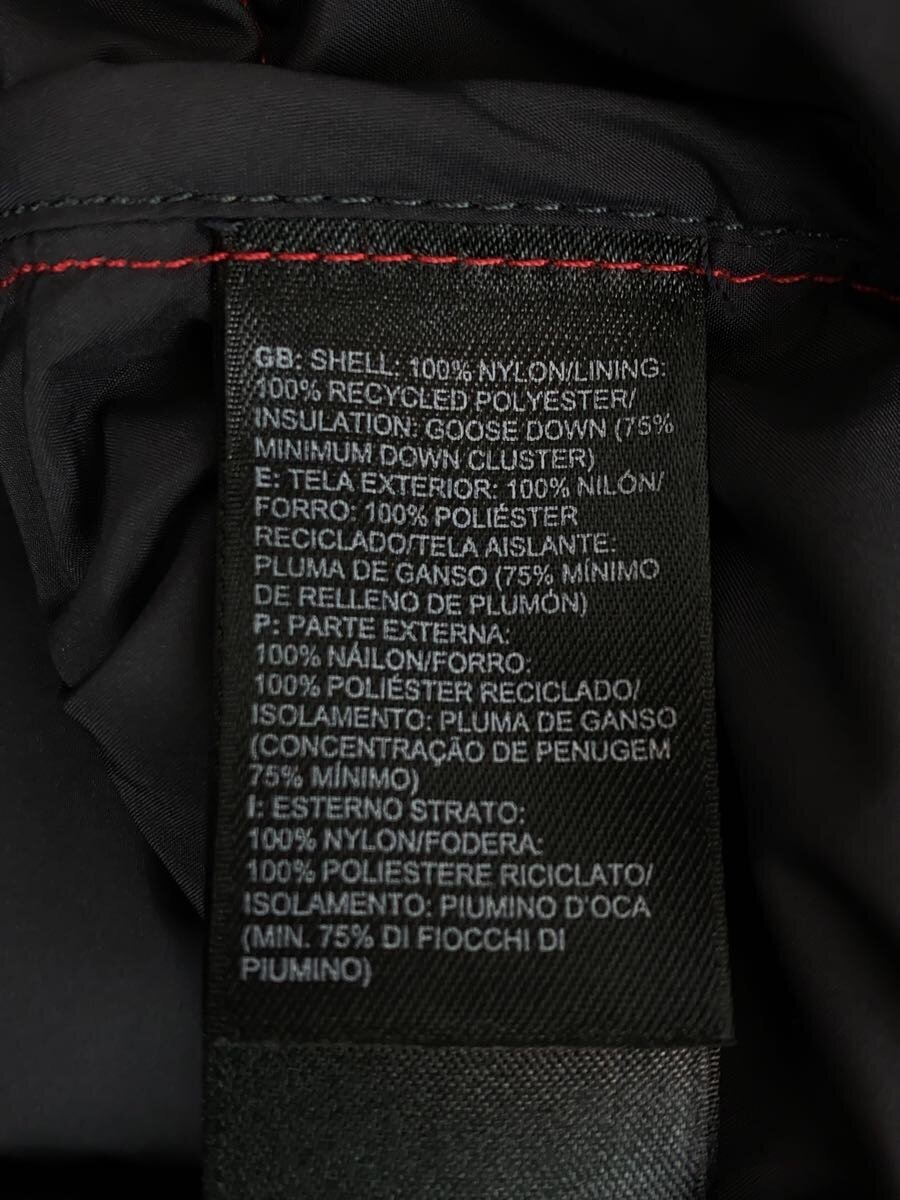 GB: SHELL: 100% NYLON/LINING:
100% RECYCLED POLYESTER/
INSULATION: GOOSE DOWN (75%
MINIMUM DOWN CLUSTER)
E: TELA EXTERIOR: 100% NILÓN/
FORRO: 100% POLIÉSTER
RECICLADO/TELA AISLANTE:
PLUMA DE GANSO (75% MÍNIMO
DE RELLENO DE PLUMÓN)
P: PARTE EXTERNA:
100% NÁILON/FORRO:
100% POLIÉSTER RECICLADO/
ISOLAMENTO: PLUMA DE GANSO
(CONCENTRAÇÃO DE PENUGEM
75% MÍNIMO)
I: ESTERNO STRATO:
100% NYLON/FODERA:
100% POLIESTERE RICICLATO/
ISOLAMENTO: PIUMINO D'OCA
(MIN. 75% DI FIOCCHI DI
PIUMINO)